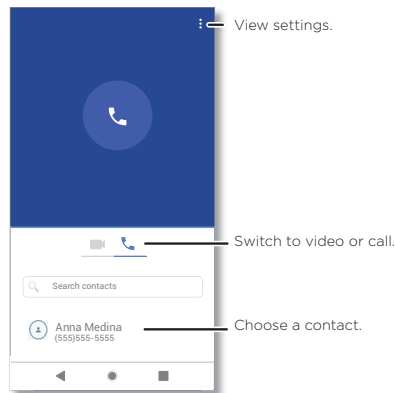 View settings.
Switch to video or call.
Search contacts
Anna Medina
(555)555-5555
Choose a contact.